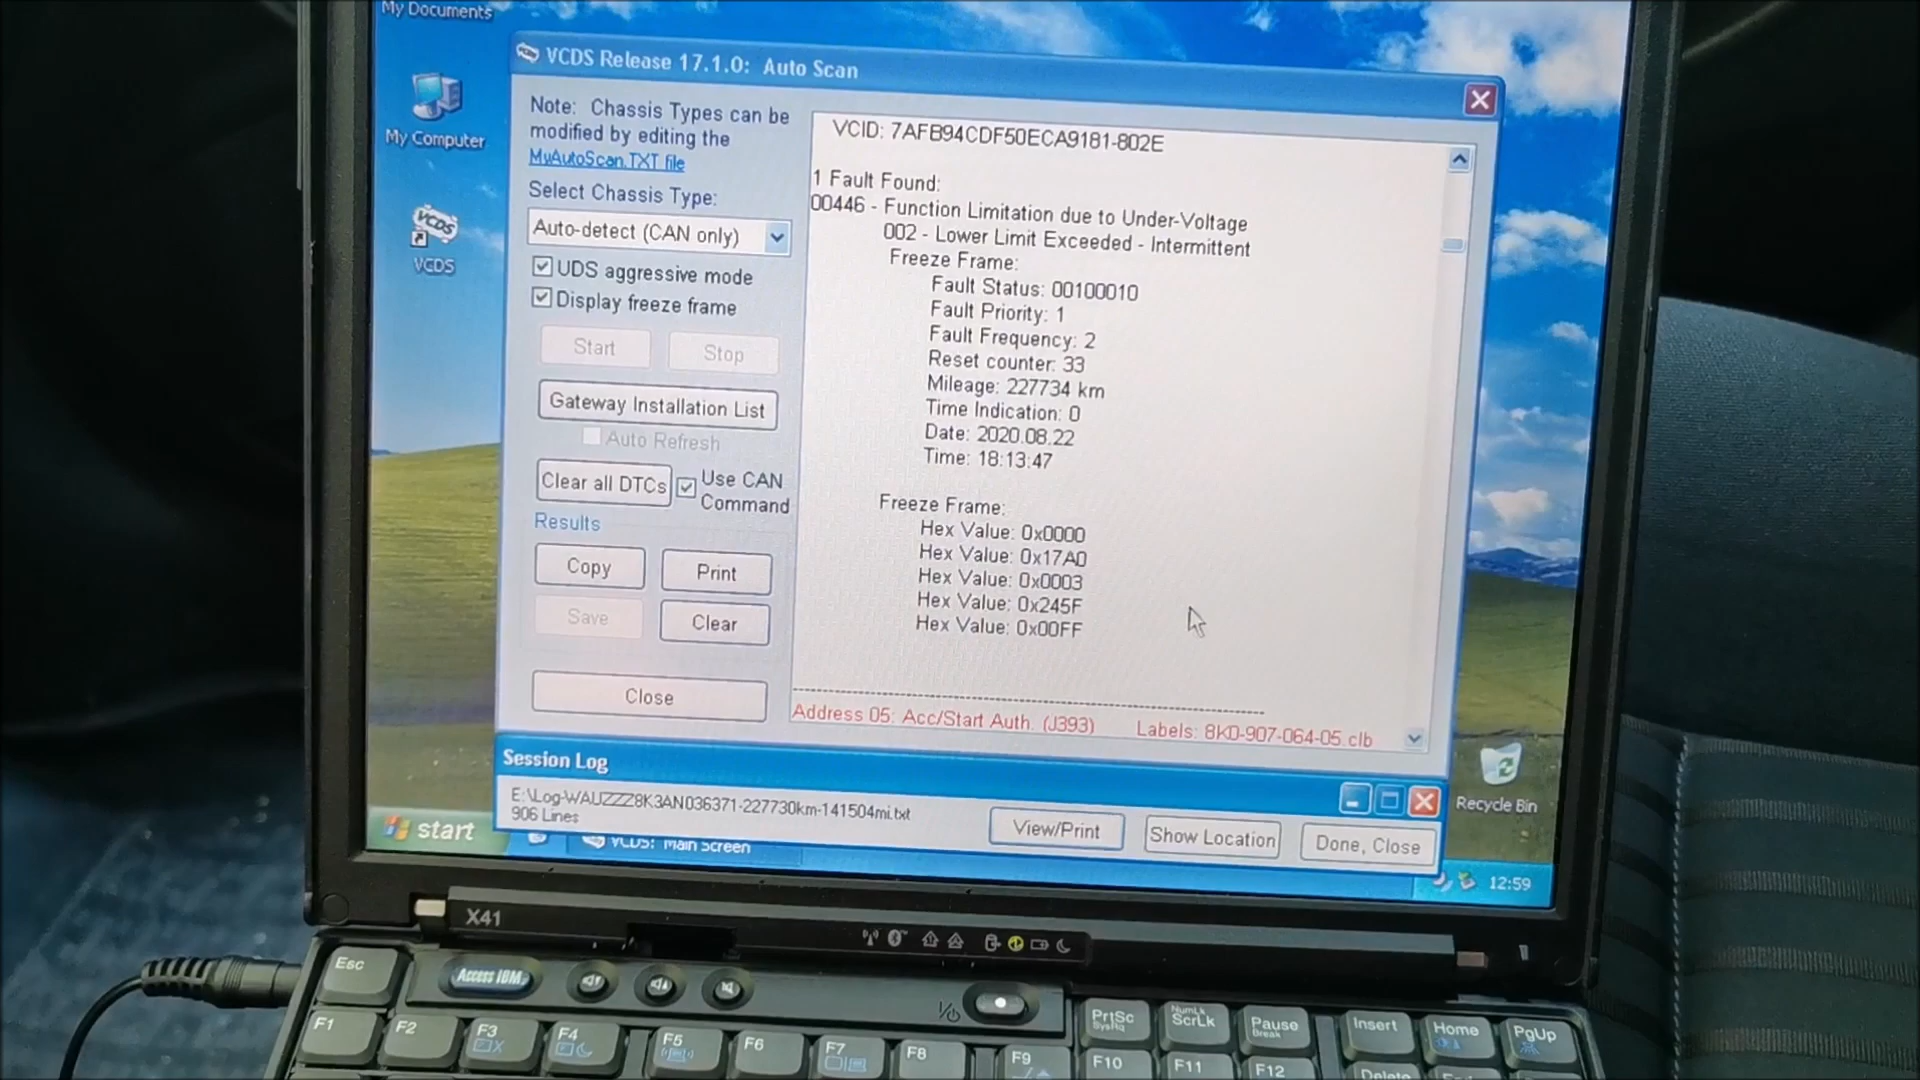 My Documents
My Computer
VCDS
VCDS
VCDS Release 17.1.0: Auto Scan
Note: Chassis Types can be
modified by editing the
MyAutoScan.TXT file
Select Chassis Type:
Auto-detect (CAN only)
UDS aggressive mode
Display freeze frame
Start
Stop
Gateway Installation List
Auto Refresh
Clear all DTCs
Use CAN
Command
Results
Copy
Print
Save
Clear
Close
VCID: 7AFB94CDF50ECA9181-802E
1 Fault Found:
00446 - Function Limitation due to Under-Voltage
002 - Lower Limit Exceeded - Intermittent
Freeze Frame:
Fault Status: 00100010
Fault Priority: 1
Fault Frequency: 2
Reset counter: 33
Mileage: 227734 km
Time Indication: 0
Date: 2020.08.22
Time: 18:13:47
Freeze Frame:
Hex Value: 0x0000
Hex Value: 0x17A0
Hex Value: 0x0003
Hex Value: 0x245F
Hex Value: 0x00FF
Address 05: Acc/Start Auth. (J393) Labels: 8K0-907-064-05.clb
Session Log
E:\Log-WAUZZZ8K3AN036371-227730km-141504mi.txt
906 Lines
View/Print
Show Location
Done, Close
Recycle Bin
start
VCDS: Main Screen
12:59
X41
Esc
Access IBM
PrtSc
SysRq
NumLk
ScrLk
Pause
Break
Insert
Home
PgUp
F1
F2
F3
F4
F5
F6
F7
F8
F9
F10
F11
F12
Delete